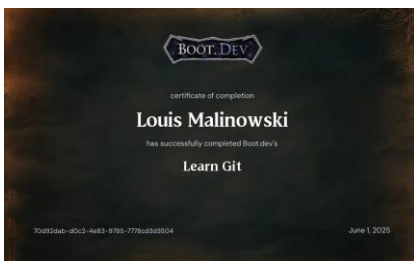 BOOT.DEV
certificate of completion
Louis Malinowski
has successfully completed Boot.dev's
Learn Git
70d92dab-d0c2-4e83-9765-7778cd3d3504
June 1, 2025